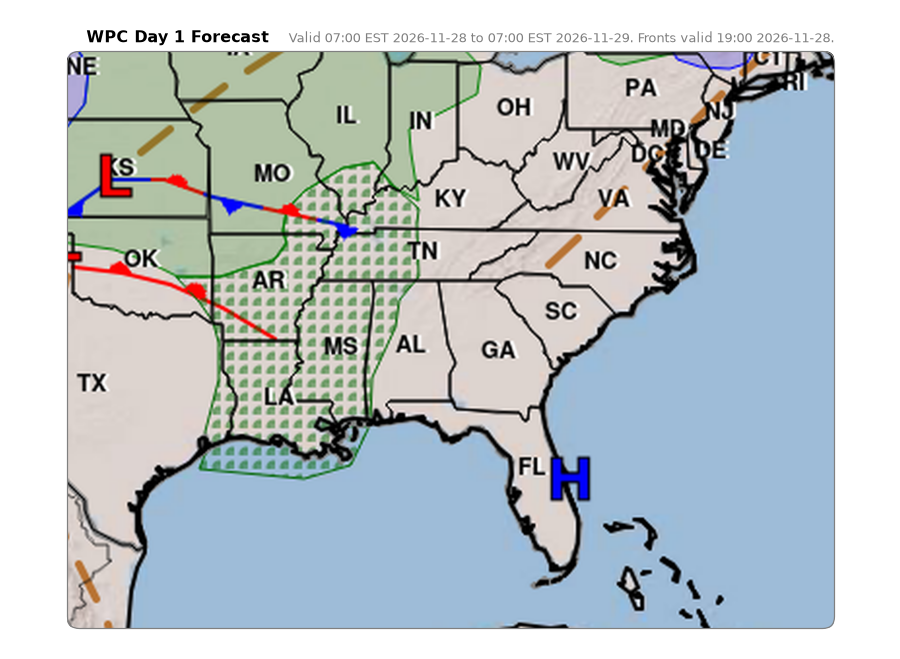 WPC Day 1 Forecast Valid 07:00 EST 2026-11-28 to 07:00 EST 2026-11-29. Fronts valid 19:00 2026-11-28.
NE
CT
RI
PA
IL
IN
OH
NJ
MD
DC
DE
WV
KS
L
MO
KY
VA
OK
TN
NC
AR
SC
MS
AL
GA
TX
LA
FL
H